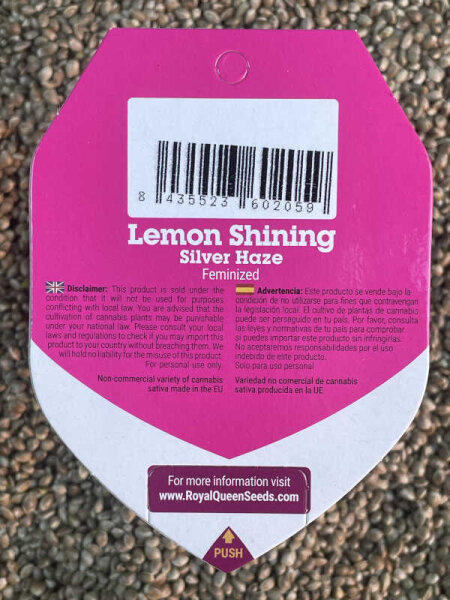 8 435523 602059
Lemon Shining
Silver Haze
Feminized
Disclaimer: This product is sold under the
condition that it will not be used for purposes
conflicting with local law. You are advised that the
cultivation of cannabis plants may be punishable
under your national law. Please consult your local
laws and regulations to check if you may import this
product to your country without breaching them. We
will hold no liability for the misuse of this product.
For personal use only.
Non-commercial variety of cannabis
sativa made in the EU
Advertencia: Este producto se vende bajo la
condición de no utilizarse para fines que contravengan
la legislación local. El cultivo de plantas de cannabis
puede ser perseguido en tu país. Por favor, consulta
las leyes y normativas de tu país para comprobar
si puedes importar este producto sin infringirlas.
No aceptaremos responsabilidades por el uso
indebido de este producto.
Solo para uso personal
Variedad no comercial de cannabis
sativa producida en la UE
For more information visit
www.RoyalQueenSeeds.com
PUSH